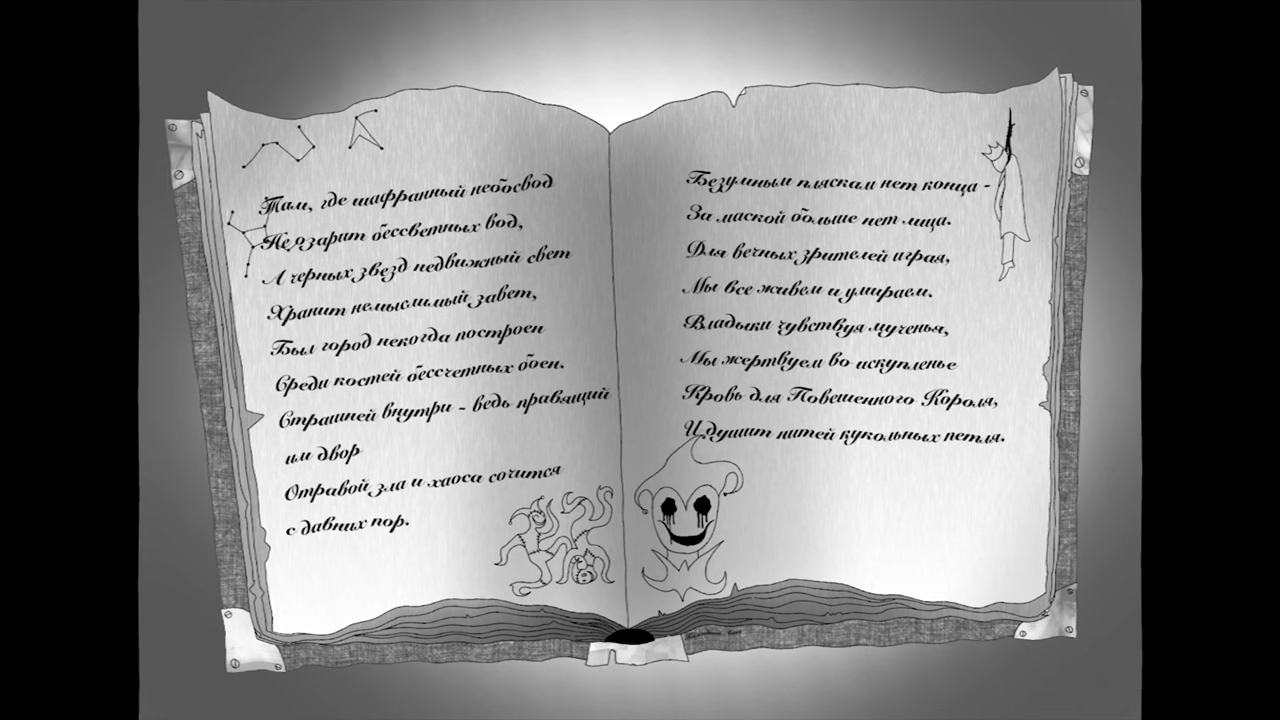 Там, где шафранный небосвод
Не озарит бессветных вод,
А черных звезд недвижный свет
Хранит немыслимый завет,
Был город некогда построен
Среди костей бессчетных боен.
Страшней внутри - ведь правящий
им двор
Отравой зла и хаоса сочится
с давних пор.
Безумным пляскам нет конца -
За маской больше нет лица.
Для вечных зрителей играя,
Мы все живем и умираем.
Владыки чувствуя мученья,
Мы жертвуем во искупленье
Кровь для Повешенного Короля,
И душит нитей кукольных петля.